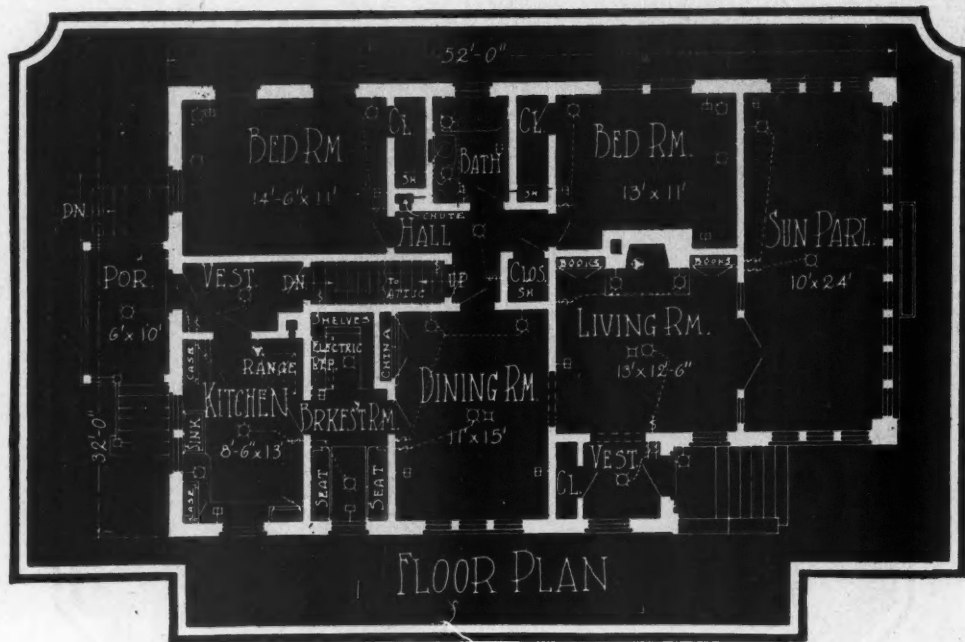 52'-0"
BED RM
14'-6" x 11'
CL
SH
BATH
CL
SH
BED RM.
13' x 11'
SUN PARL.
10' x 24'
CHUTE
HALL
DN
POR.
6' x 10'
VEST.
DN
TO ATTIC
UP
CLOS.
SH
BOOKS
BOOKS
LIVING RM.
13' x 12'-6"
SHELVES
ELECTRIC
REF.
CHINA
RANGE
CASE
KITCHEN
8'-6" x 13'
SINK
CASE
BRKFST RM.
SEAT
SEAT
DINING RM.
11' x 15'
CL.
VEST
32'-0"
FLOOR PLAN